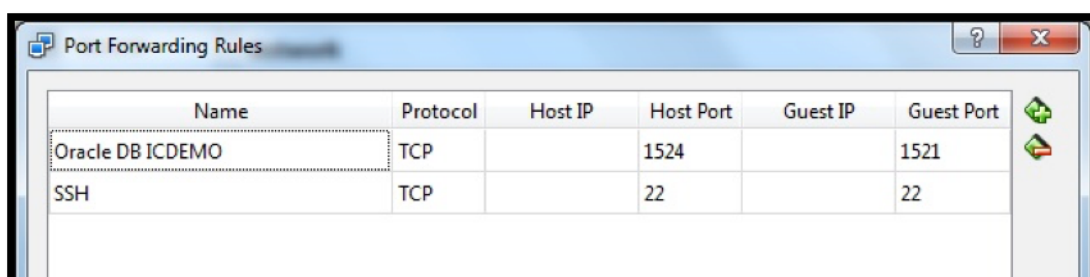 Port Forwarding Rules
Name Protocol Host IP Host Port Guest IP Guest Port
Oracle DB ICDEMO TCP 1524 1521
SSH TCP 22 22